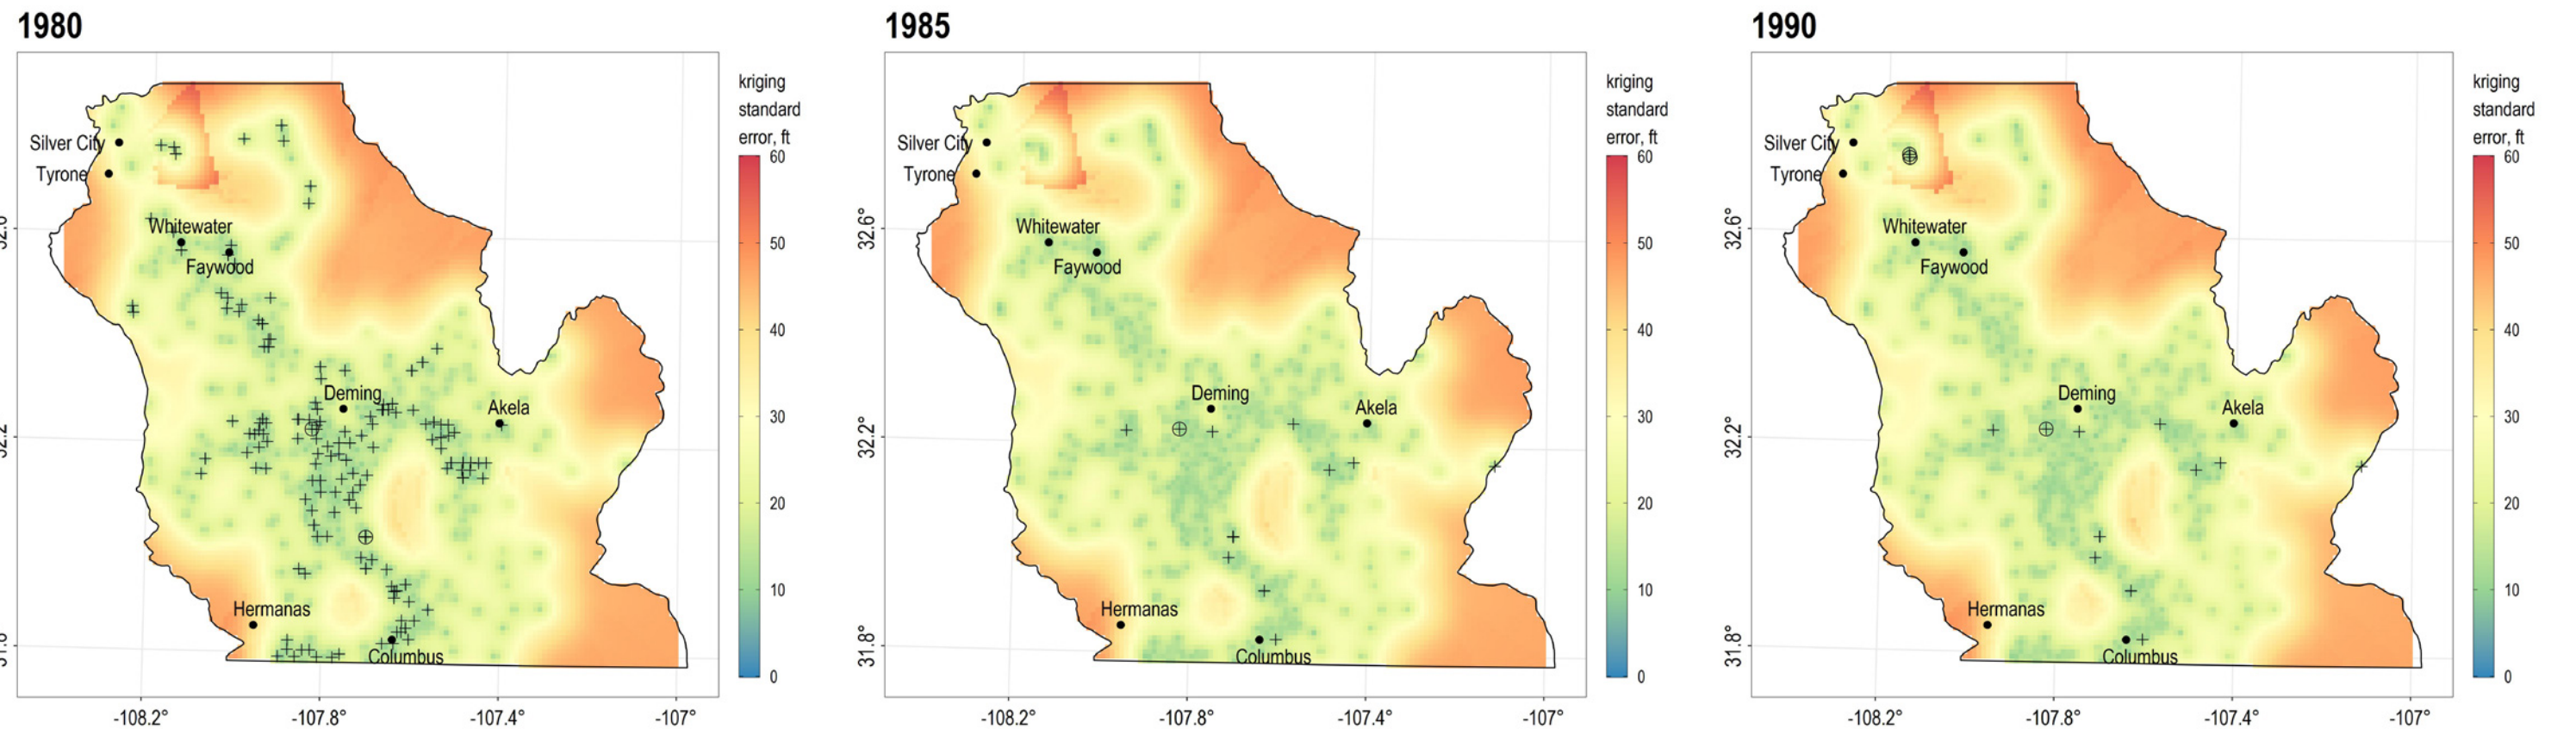 1980
kriging
standard
error, ft
60
50
40
30
20
10
0
Silver City
Tyrone
Whitewater
Faywood
Deming
Akela
Hermanas
Columbus
-108.2°
-107.8°
-107.4°
-107°
1985
kriging
standard
error, ft
60
50
40
30
20
10
0
32.6°
32.2°
31.8°
Silver City
Tyrone
Whitewater
Faywood
Deming
Akela
Hermanas
Columbus
-108.2°
-107.8°
-107.4°
-107°
1990
kriging
standard
error, ft
60
50
40
30
20
10
0
32.6°
32.2°
31.8°
Silver City
Tyrone
Whitewater
Faywood
Deming
Akela
Hermanas
Columbus
-108.2°
-107.8°
-107.4°
-107°